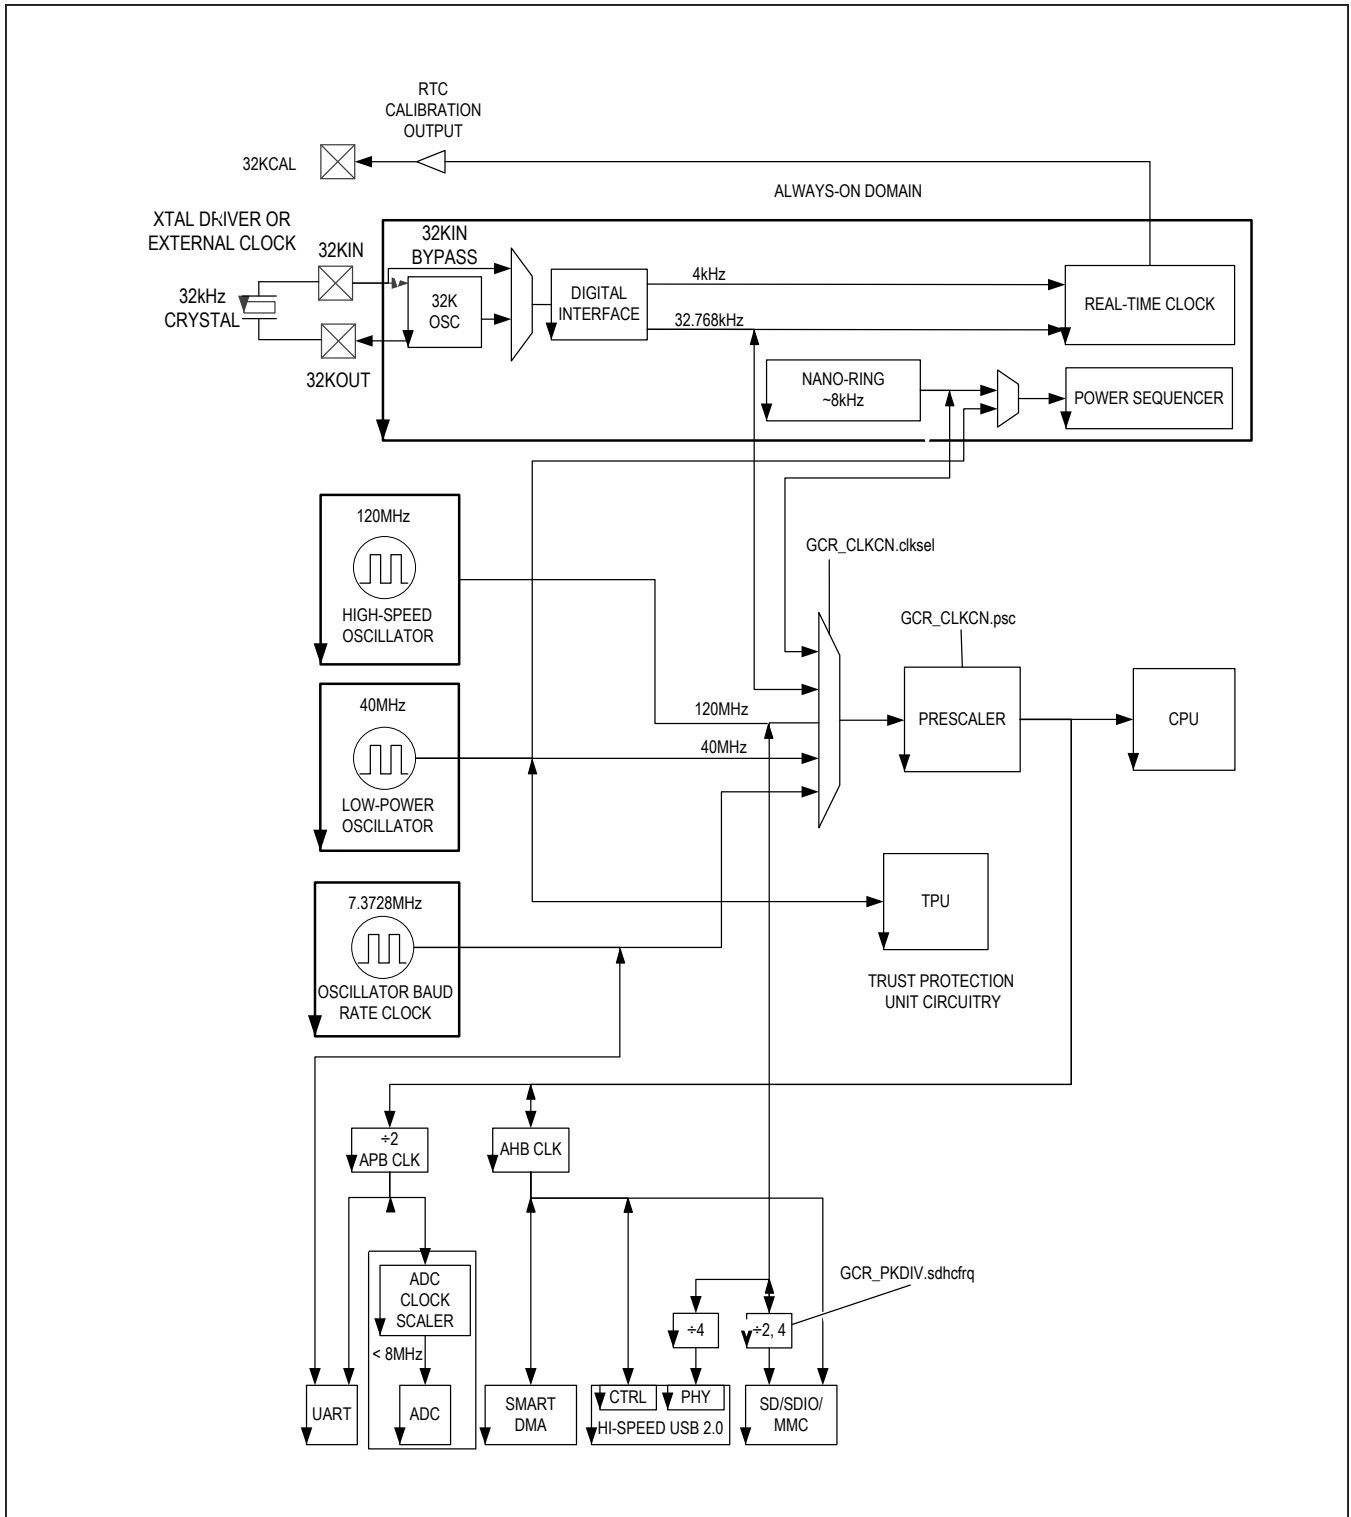 RTC
CALIBRATION
OUTPUT
32KCAL
ALWAYS-ON DOMAIN
XTAL DRIVER OR
EXTERNAL CLOCK
32KIN
32KIN
BYPASS
32kHz
CRYSTAL
32K
OSC
DIGITAL
INTERFACE
4kHz
32.768kHz
REAL-TIME CLOCK
32KOUT
NANO-RING
~8kHz
POWER SEQUENCER
120MHz
HIGH-SPEED
OSCILLATOR
GCR_CLKCN.clksel
GCR_CLKCN.psc
40MHz
LOW-POWER
OSCILLATOR
120MHz
40MHz
PRESCALER
CPU
7.3728MHz
OSCILLATOR BAUD
RATE CLOCK
TPU
TRUST PROTECTION
UNIT CIRCUITRY
÷2
APB CLK
AHB CLK
ADC
CLOCK
SCALER
< 8MHz
GCR_PKDIV.sdhcfrq
÷4
÷2, 4
UART
ADC
SMART
DMA
CTRL
PHY
HI-SPEED USB 2.0
SD/SDIO/
MMC